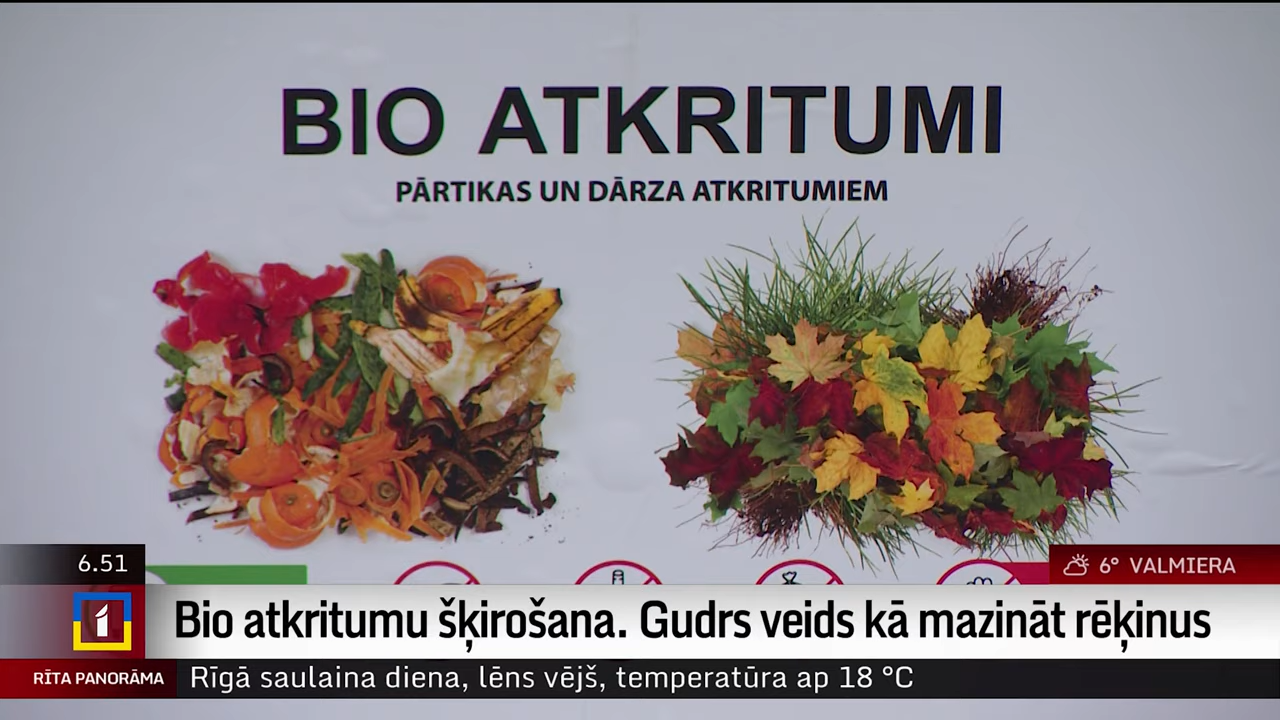 BIO ATKRITUMI
PĀRTIKAS UN DĀRZA ATKRITUMIEM
6.51
6° VALMIERA
1
Bio atkritumu šķirošana. Gudrs veids kā mazināt rēķinus
RĪTA PANORĀMA
Rīgā saulaina diena, lēns vējš, temperatūra ap 18 °C